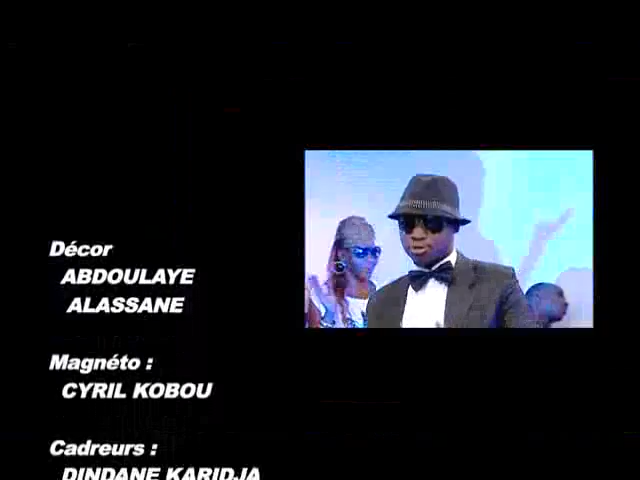 Décor
ABDOULAYE
ALASSANE
Magnéto :
CYRIL KOBOU
Cadreurs :
DINDANE KARIDJA